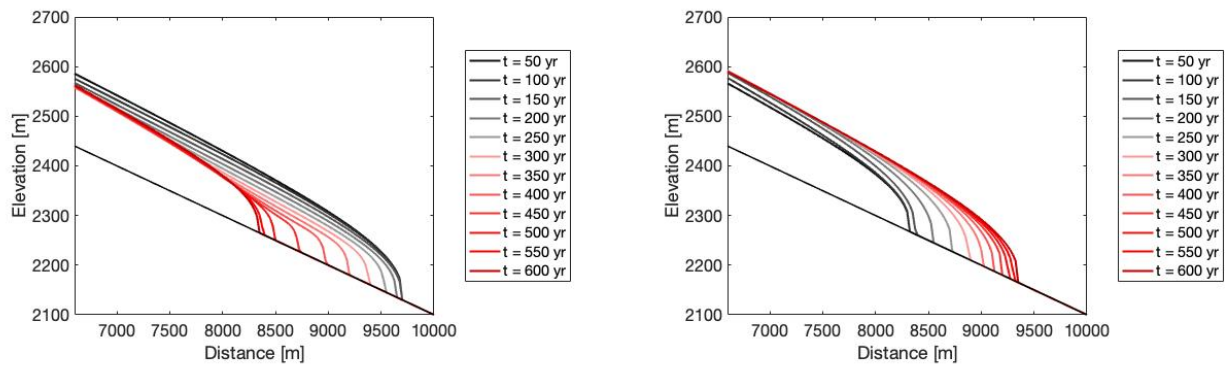 2700
2600
2500
2400
2300
2200
2100
Elevation [m]
7000 7500 8000 8500 9000 9500 10000
Distance [m]
t = 50 yr
t = 100 yr
t = 150 yr
t = 200 yr
t = 250 yr
t = 300 yr
t = 350 yr
t = 400 yr
t = 450 yr
t = 500 yr
t = 550 yr
t = 600 yr
2700
2600
2500
2400
2300
2200
2100
Elevation [m]
7000 7500 8000 8500 9000 9500 10000
Distance [m]
t = 50 yr
t = 100 yr
t = 150 yr
t = 200 yr
t = 250 yr
t = 300 yr
t = 350 yr
t = 400 yr
t = 450 yr
t = 500 yr
t = 550 yr
t = 600 yr